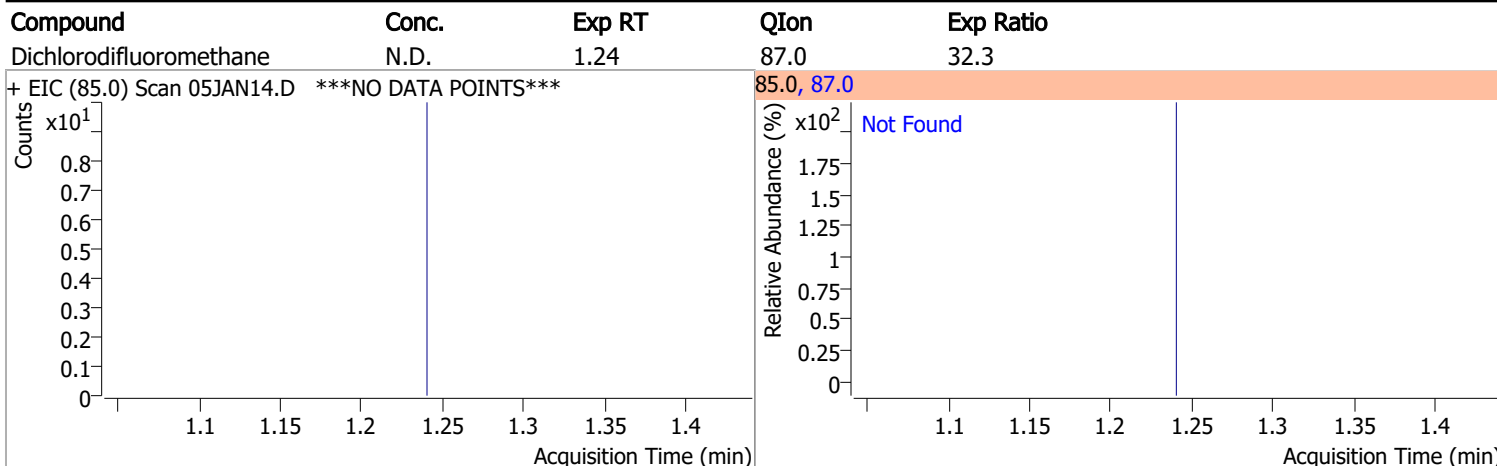 Compound Conc. Exp RT QIon Exp Ratio
Dichlorodifluoromethane N.D. 1.24 87.0 32.3
+ EIC (85.0) Scan 05JAN14.D ***NO DATA POINTS***
Counts
x10¹
0.8
0.7
0.6
0.5
0.4
0.3
0.2
0.1
0
1.1 1.15 1.2 1.25 1.3 1.35 1.4
Acquisition Time (min)
85.0, 87.0
Relative Abundance (%)
x10²
Not Found
1.75
1.5
1.25
1
0.75
0.5
0.25
0
1.1 1.15 1.2 1.25 1.3 1.35 1.4
Acquisition Time (min)